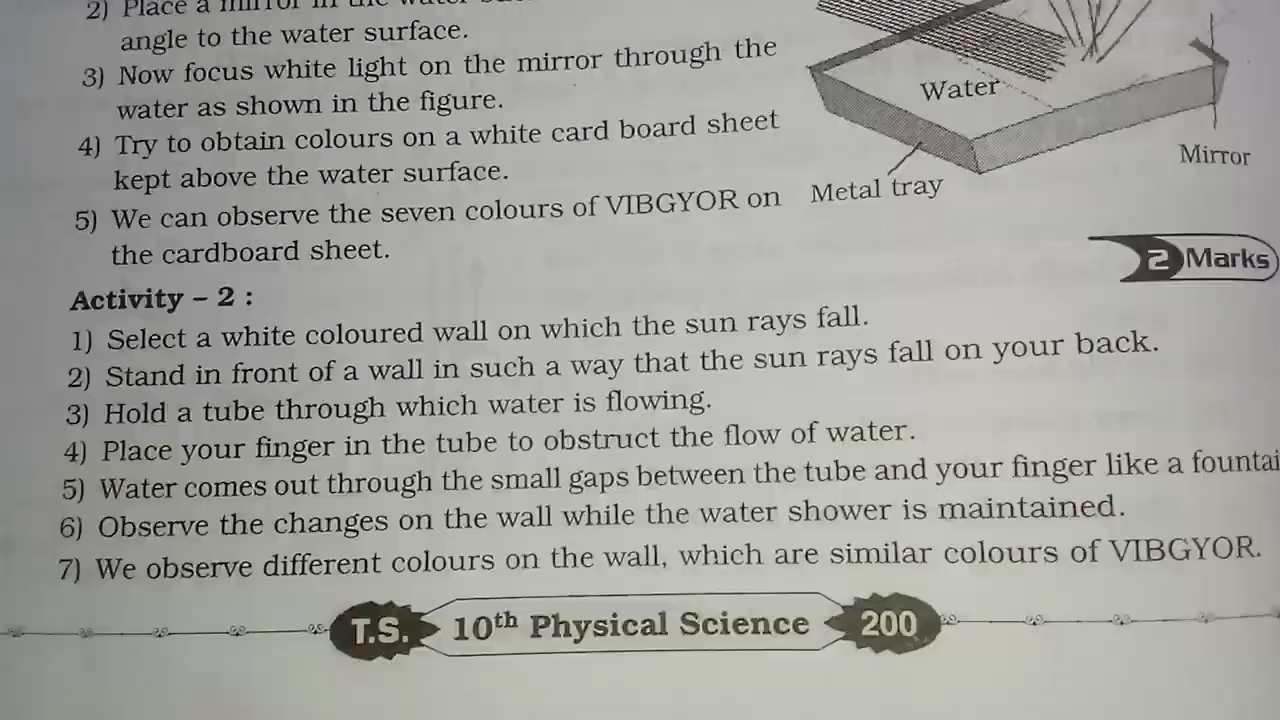 2) Place a mirror in the water
angle to the water surface.
3) Now focus white light on the mirror through the
water as shown in the figure.
4) Try to obtain colours on a white card board sheet
kept above the water surface.
5) We can observe the seven colours of VIBGYOR on
the cardboard sheet.
Water
Mirror
Metal tray
2 Marks
Activity – 2 :
1) Select a white coloured wall on which the sun rays fall.
2) Stand in front of a wall in such a way that the sun rays fall on your back.
3) Hold a tube through which water is flowing.
4) Place your finger in the tube to obstruct the flow of water.
5) Water comes out through the small gaps between the tube and your finger like a fountai
6) Observe the changes on the wall while the water shower is maintained.
7) We observe different colours on the wall, which are similar colours of VIBGYOR.
T.S. 10th Physical Science 200